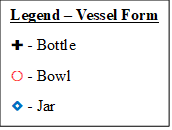 Legend – Vessel Form
- Bottle
- Bowl
- Jar